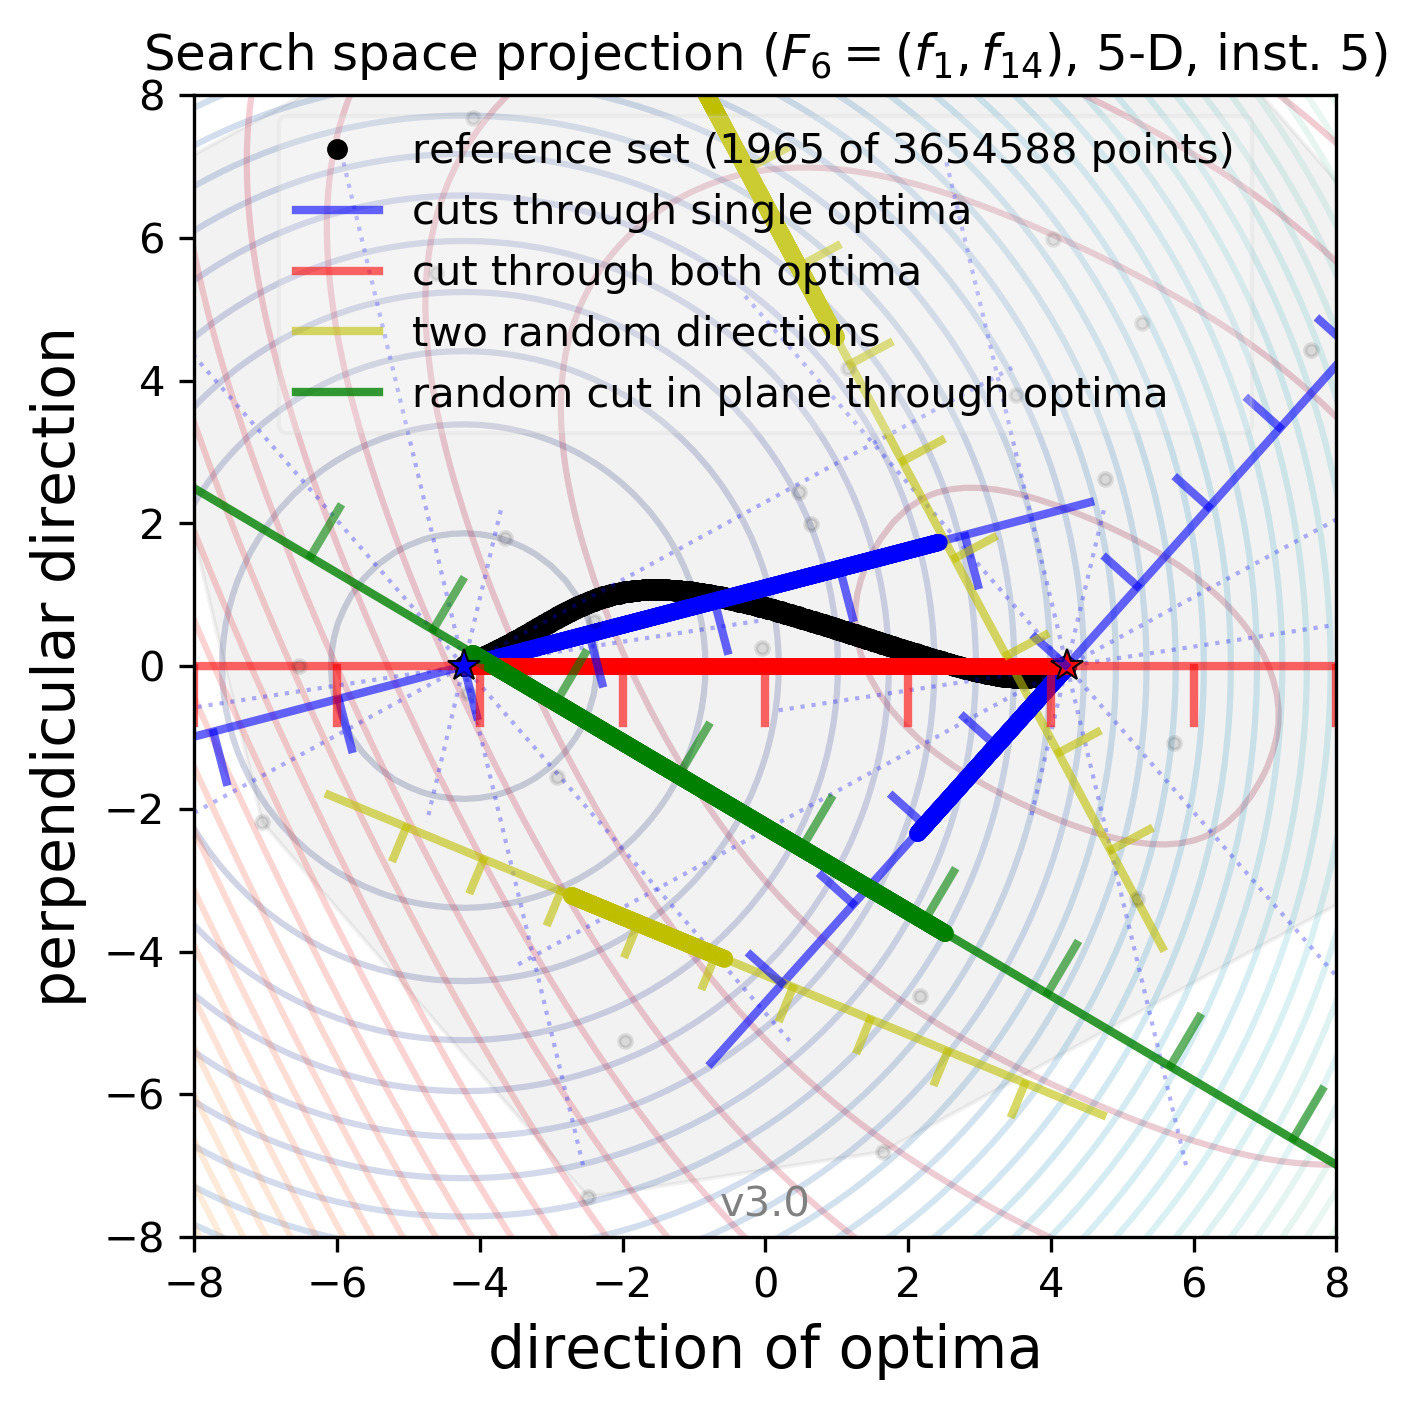 Search space projection (F₆ = (f₁, f₁₄), 5-D, inst. 5)
reference set (1965 of 3654588 points)
cuts through single optima
cut through both optima
two random directions
random cut in plane through optima
perpendicular direction
8
6
4
2
0
−2
−4
−6
−8
v3.0
−8 −6 −4 −2 0 2 4 6 8
direction of optima